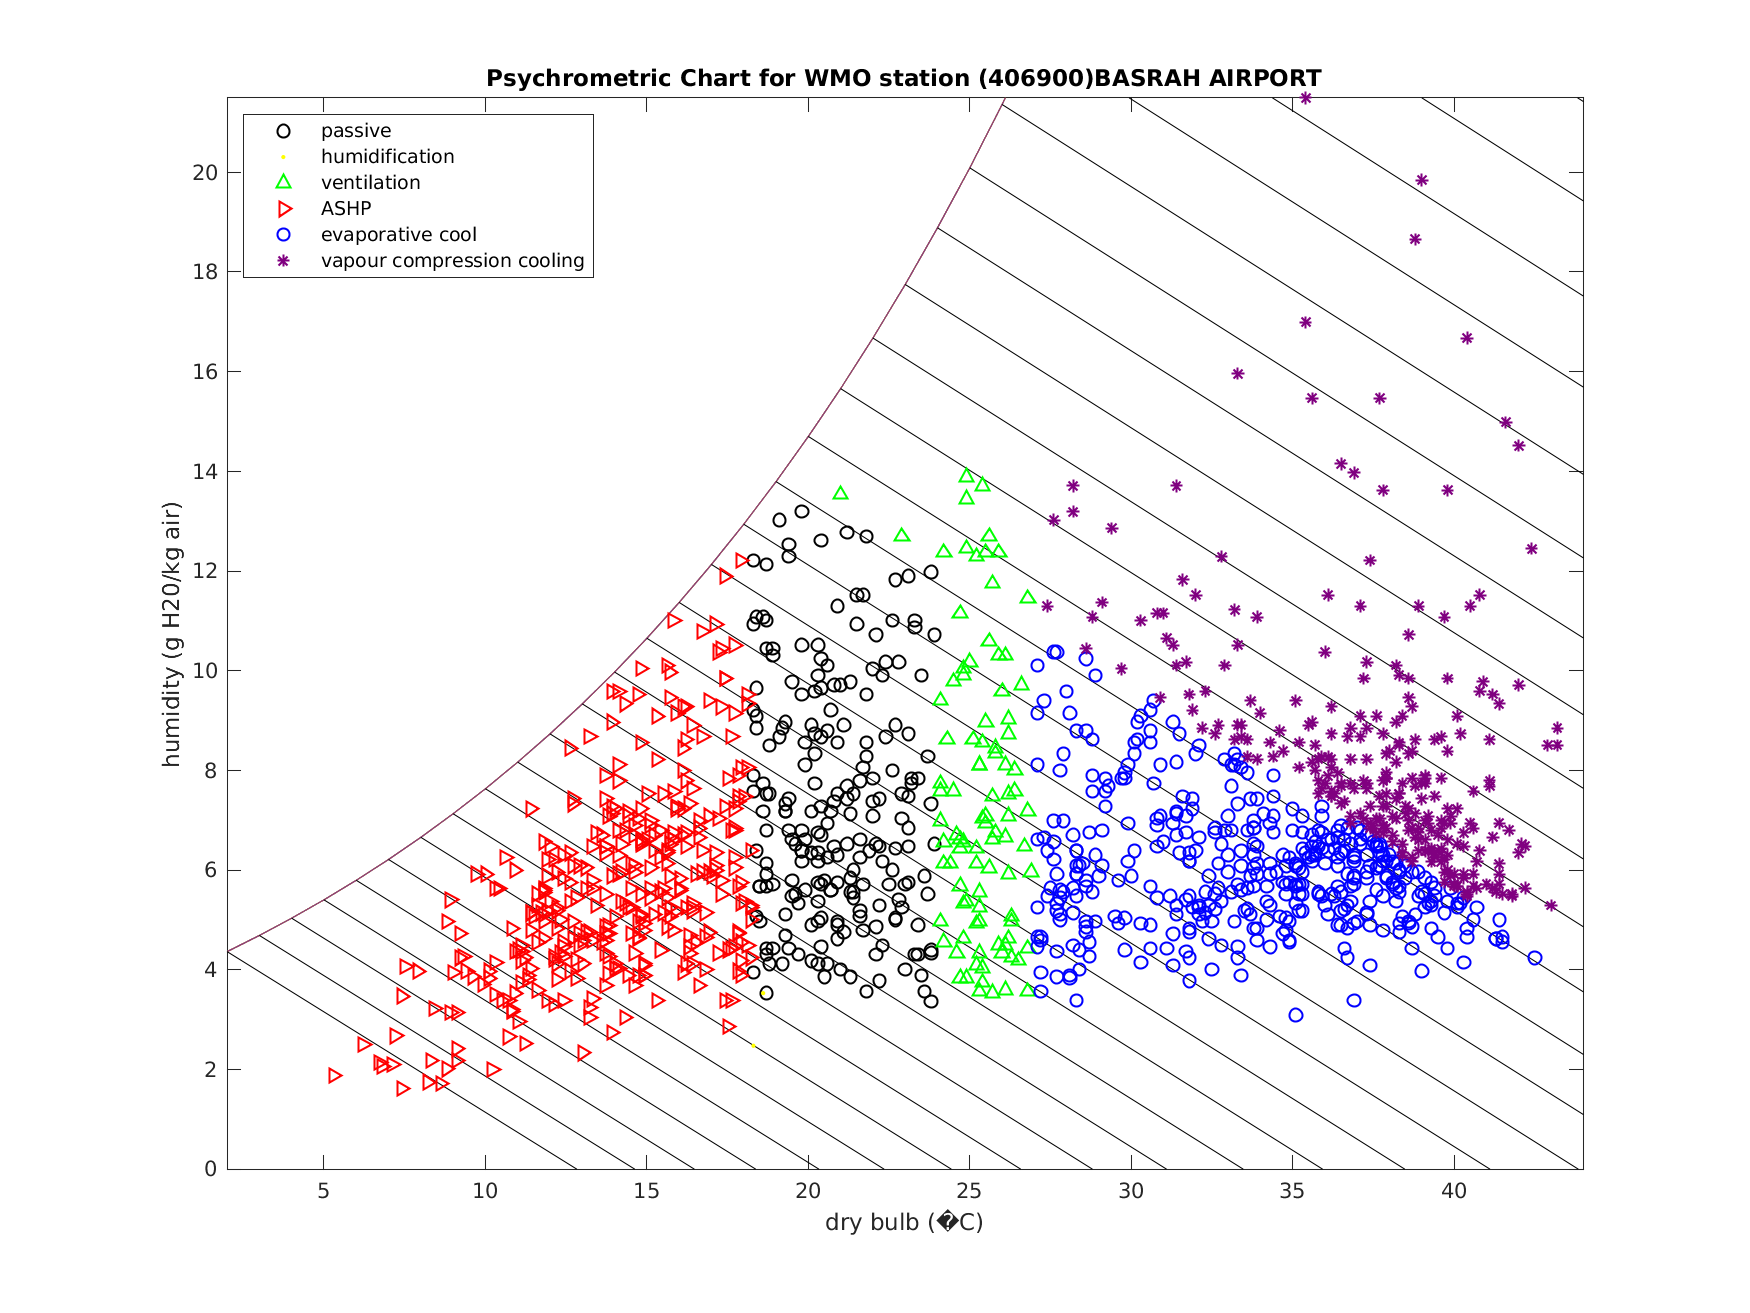 Psychrometric Chart for WMO station (406900)BASRAH AIRPORT
passive
humidification
ventilation
ASHP
evaporative cool
vapour compression cooling
20
18
16
14
12
10
8
6
4
2
0
humidity (g H20/kg air)
5 10 15 20 25 30 35 40
dry bulb (�C)